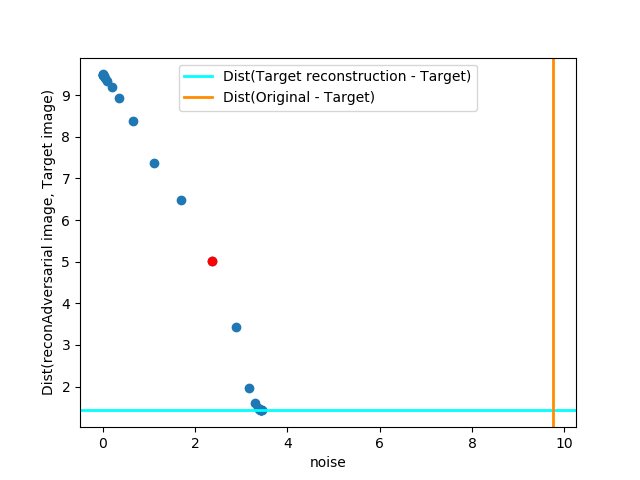 Dist(Target reconstruction - Target)
Dist(Original - Target)
Dist(reconAdversarial image, Target image)
9
8
7
6
5
4
3
2
0 2 4 6 8 10
noise